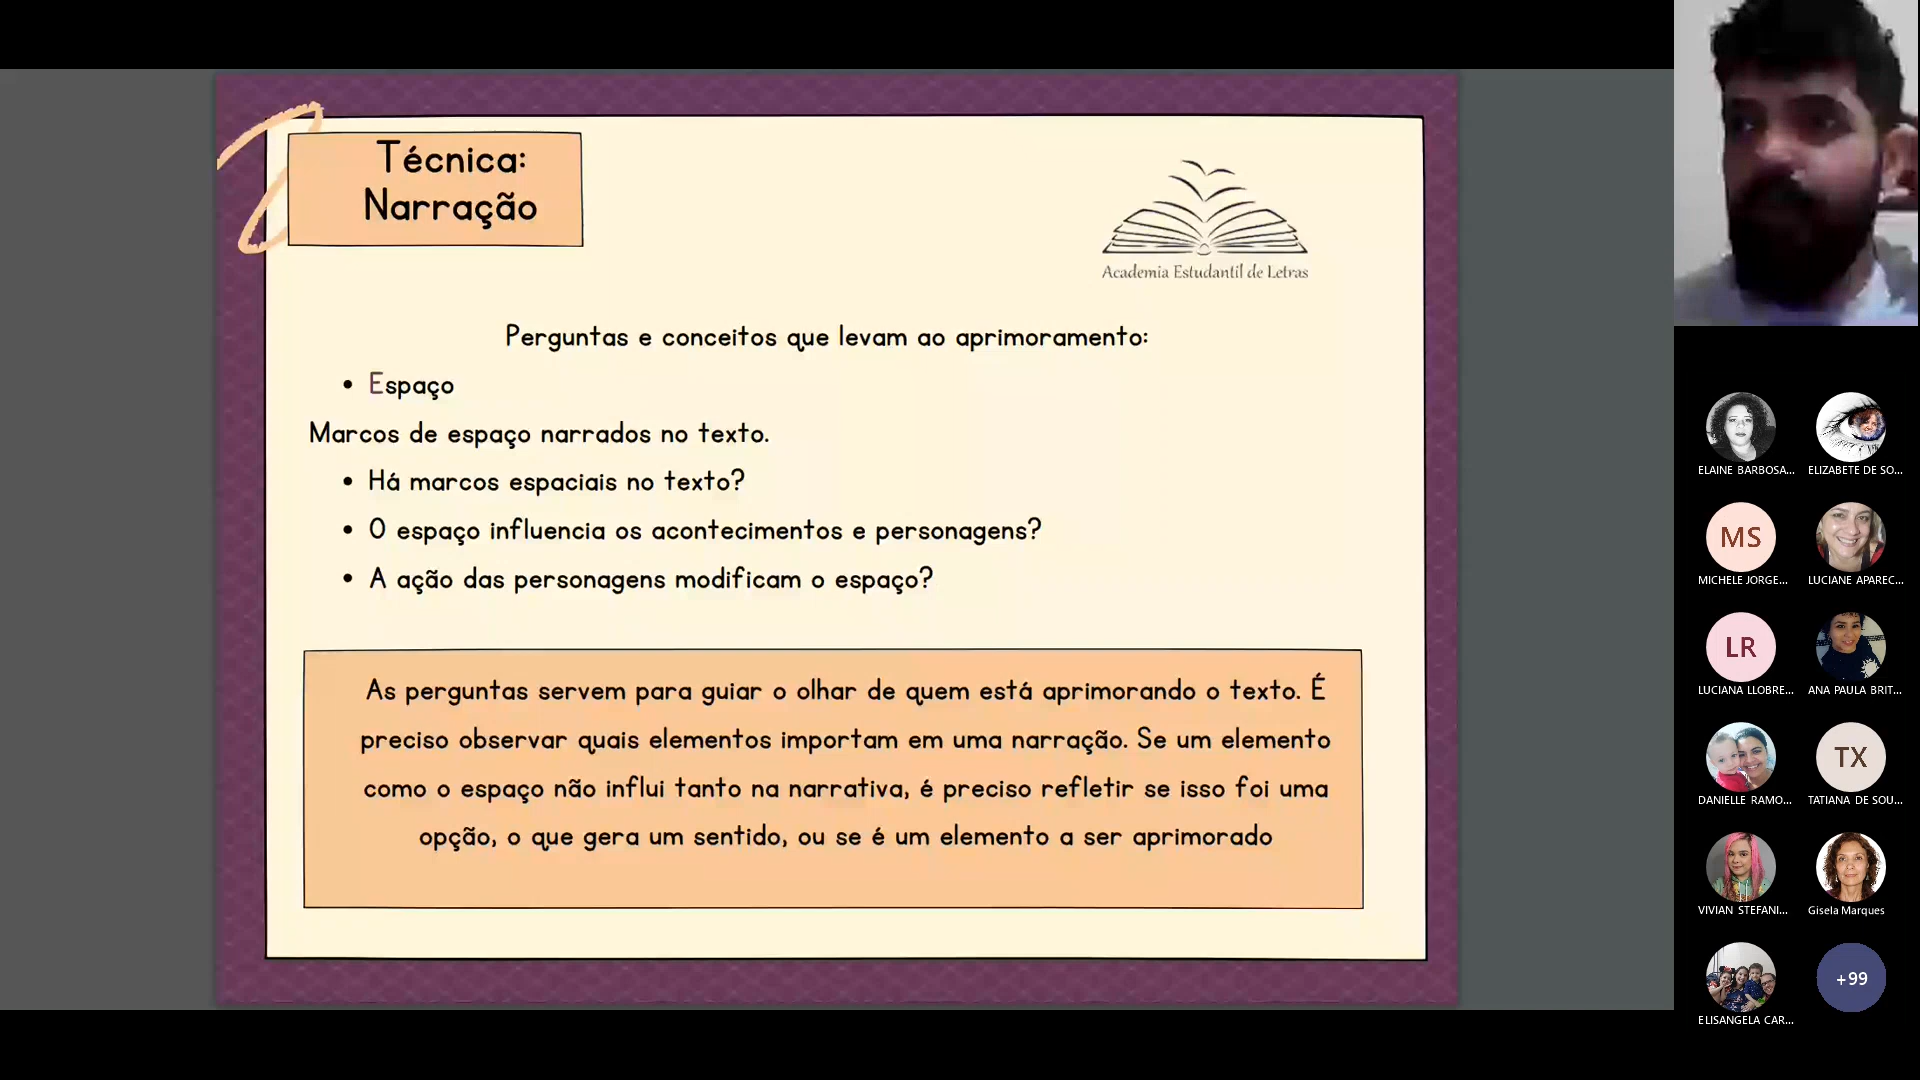 Técnica:
Narração
Academia Estudantil de Letras
Perguntas e conceitos que levam ao aprimoramento:
• Espaço
Marcos de espaço narrados no texto.
• Há marcos espaciais no texto?
• O espaço influencia os acontecimentos e personagens?
• A ação das personagens modificam o espaço?
As perguntas servem para guiar o olhar de quem está aprimorando o texto. É
preciso observar quais elementos importam em uma narração. Se um elemento
como o espaço não influi tanto na narrativa, é preciso refletir se isso foi uma
opção, o que gera um sentido, ou se é um elemento a ser aprimorado
ELAINE BARBOSA...
ELIZABETE DE SO...
MS
MICHELE JORGE...
LUCIANE APAREC...
LR
LUCIANA LLOBRE...
ANA PAULA BRIT...
DANIELLE RAMO...
TX
TATIANA DE SOU...
VIVIAN STEFANI...
Gisela Marques
ELISANGELA CAR...
+99